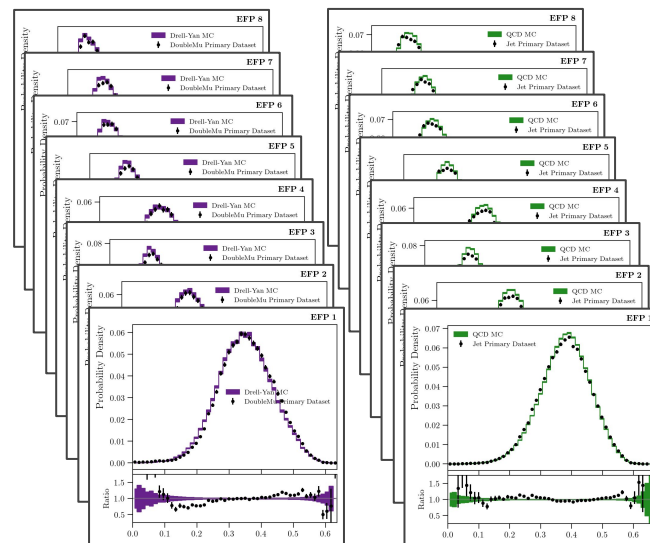 EFP 8
Drell-Yan MC
DoubleMu Primary Dataset
EFP 7
Drell-Yan MC
DoubleMu Primary Dataset
EFP 6
0.07
Drell-Yan MC
DoubleMu Primary Dataset
EFP 5
Drell-Yan MC
DoubleMu Primary Dataset
EFP 4
0.06
Drell-Yan MC
DoubleMu Primary Dataset
EFP 3
0.08
Drell-Yan MC
DoubleMu Primary Dataset
EFP 2
0.06
Drell-Yan MC
DoubleMu Primary Dataset
EFP 1
Probability Density
0.06
0.05
0.04
0.03
0.02
0.01
0.00
Drell-Yan MC
DoubleMu Primary Dataset
Ratio
1.5
1.0
0.5
0.0 0.1 0.2 0.3 0.4 0.5 0.6
EFP 8
0.07
QCD MC
Jet Primary Dataset
EFP 7
QCD MC
Jet Primary Dataset
EFP 6
0.07
QCD MC
Jet Primary Dataset
EFP 5
QCD MC
Jet Primary Dataset
EFP 4
0.06
QCD MC
Jet Primary Dataset
EFP 3
0.08
QCD MC
Jet Primary Dataset
EFP 2
0.06
QCD MC
Jet Primary Dataset
EFP 1
Probability Density
0.07
0.06
0.05
0.04
0.03
0.02
0.01
0.00
QCD MC
Jet Primary Dataset
Ratio
1.5
1.0
0.5
0.0 0.1 0.2 0.3 0.4 0.5 0.6